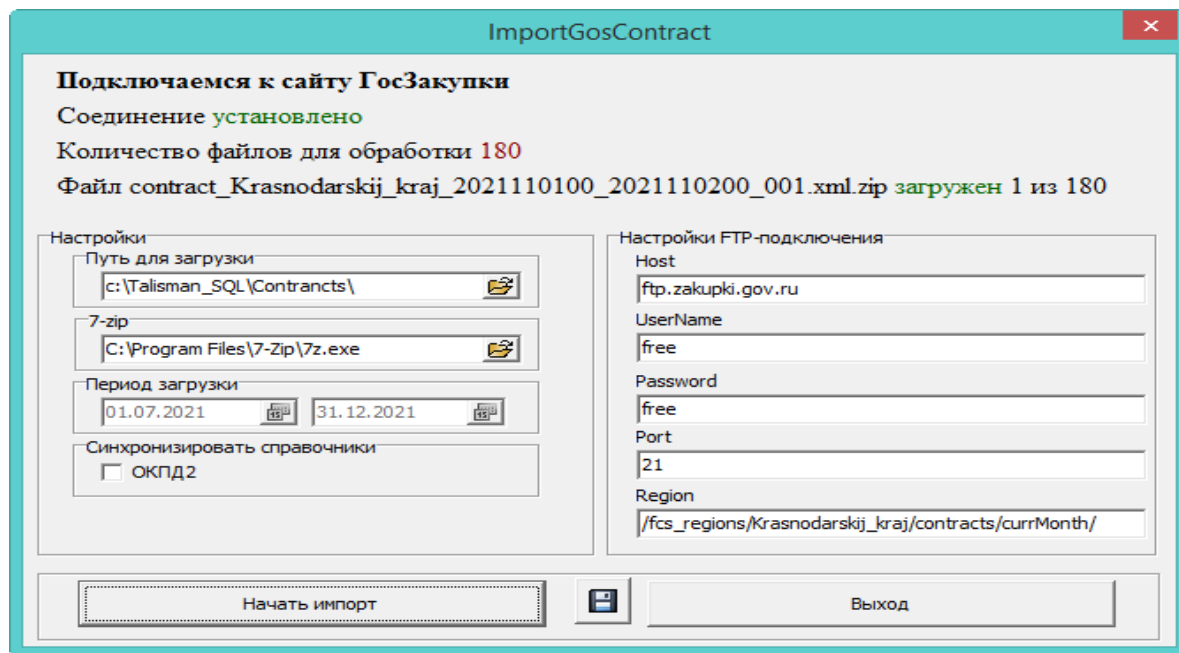 ImportGosContract
Подключаемся к сайту ГосЗакупки
Соединение установлено
Количество файлов для обработки 180
Файл contract_Krasnodarskij_kraj_2021110100_2021110200_001.xml.zip загружен 1 из 180
Настройки
Путь для загрузки
c:\Talisman_SQL\Contrancts\
7-zip
C:\Program Files\7-Zip\7z.exe
Период загрузки
01.07.2021 31.12.2021
Синхронизировать справочники
ОКПД2
Настройки FTP-подключения
Host
ftp.zakupki.gov.ru
UserName
free
Password
free
Port
21
Region
/fcs_regions/Krasnodarskij_kraj/contracts/currMonth/
Начать импорт
Выход